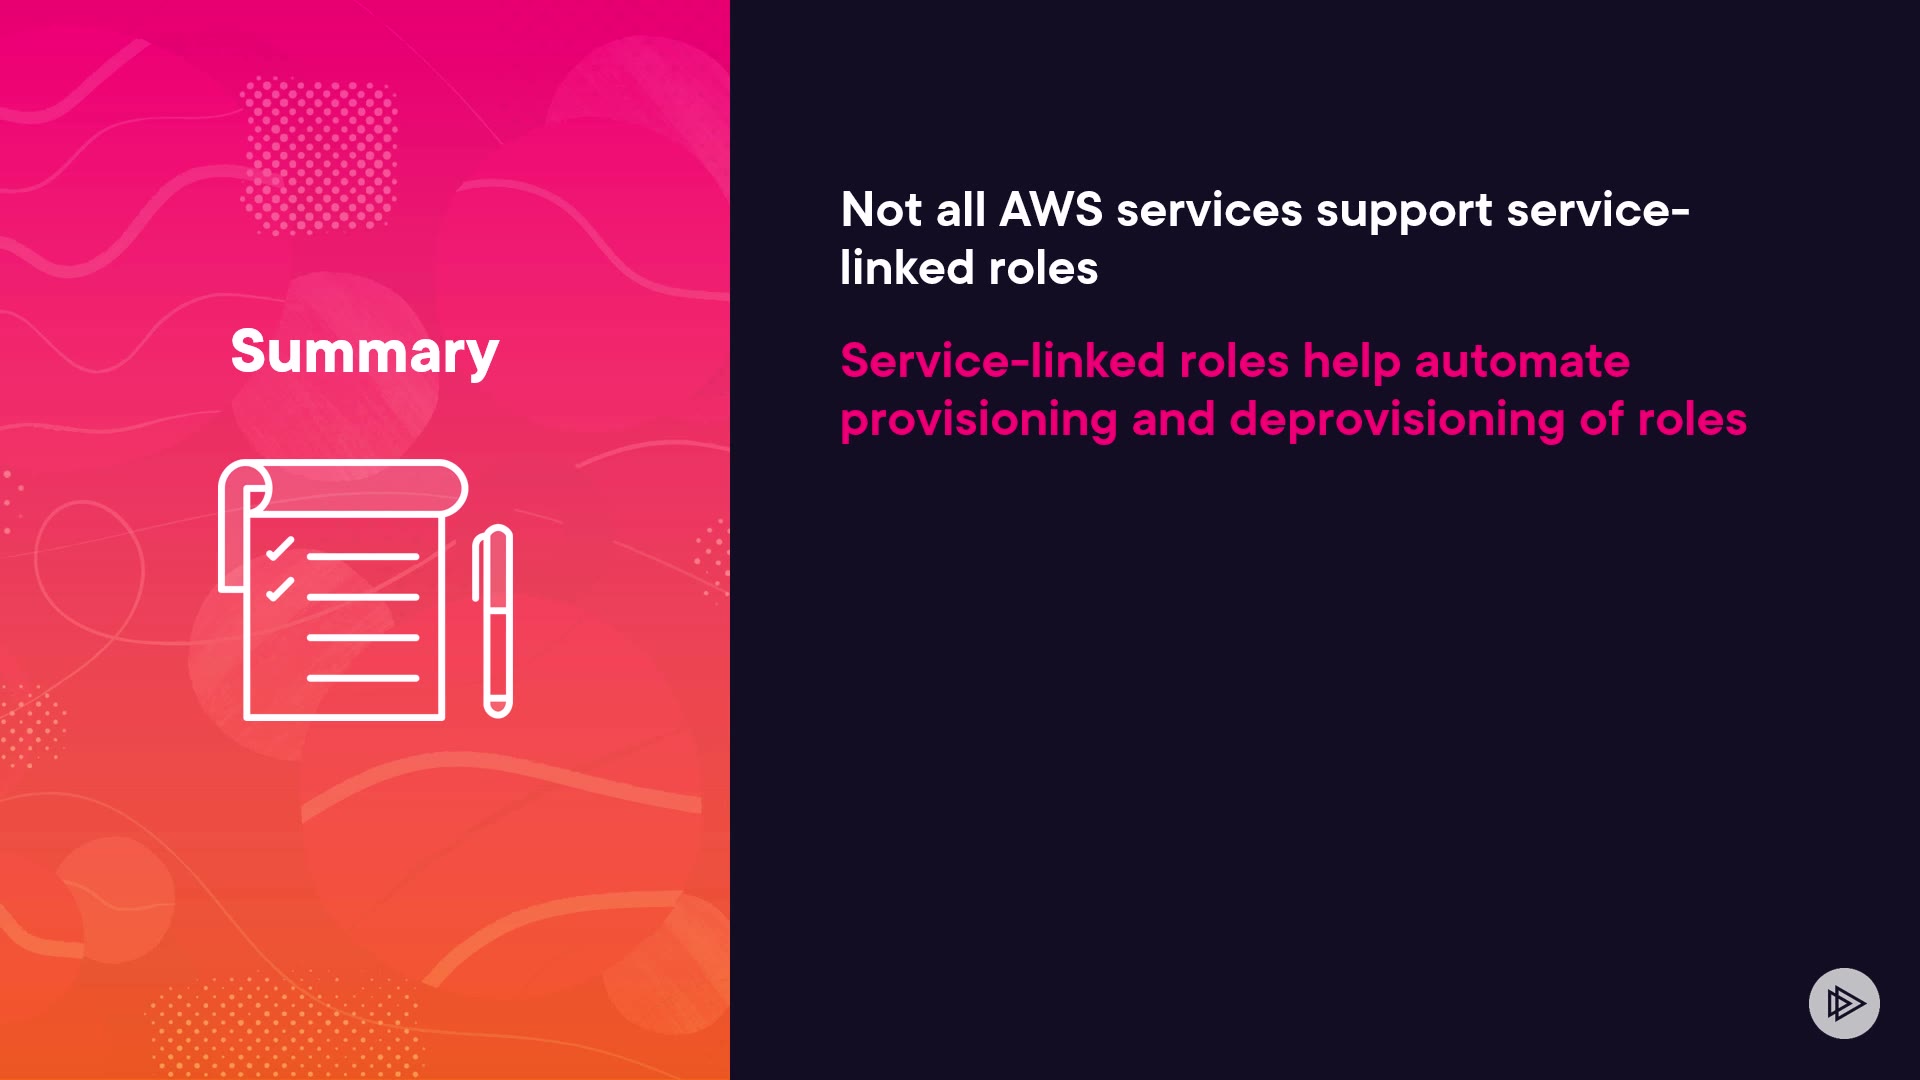 Summary
Not all AWS services support service-
linked roles
Service-linked roles help automate
provisioning and deprovisioning of roles